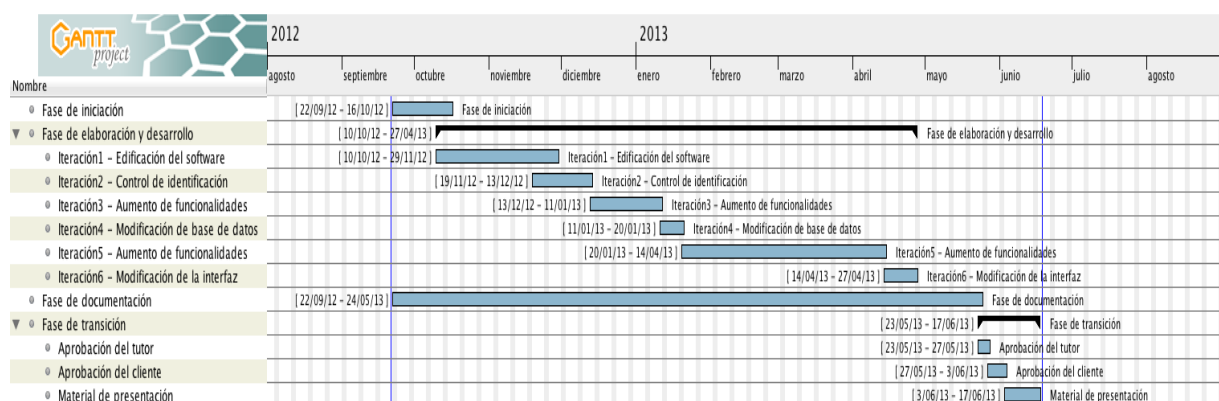 GANTT
project
2012
2013
Nombre
agosto septiembre octubre noviembre diciembre enero febrero marzo abril mayo junio julio agosto
Fase de iniciación [22/09/12 - 16/10/12] Fase de iniciación
Fase de elaboración y desarrollo [10/10/12 - 27/04/13] Fase de elaboración y desarrollo
Iteración1 - Edificación del software [10/10/12 - 29/11/12] Iteración1 - Edificación del software
Iteración2 - Control de identificación [19/11/12 - 13/12/12] Iteración2 - Control de identificación
Iteración3 - Aumento de funcionalidades [13/12/12 - 11/01/13] Iteración3 - Aumento de funcionalidades
Iteración4 - Modificación de base de datos [11/01/13 - 20/01/13] Iteración4 - Modificación de base de datos
Iteración5 - Aumento de funcionalidades [20/01/13 - 14/04/13] Iteración5 - Aumento de funcionalidades
Iteración6 - Modificación de la interfaz [14/04/13 - 27/04/13] Iteración6 - Modificación de la interfaz
Fase de documentación [22/09/12 - 24/05/13] Fase de documentación
Fase de transición [23/05/13 - 17/06/13] Fase de transición
Aprobación del tutor [23/05/13 - 27/05/13] Aprobación del tutor
Aprobación del cliente [27/05/13 - 3/06/13] Aprobación del cliente
Material de presentación [3/06/13 - 17/06/13] Material de presentación